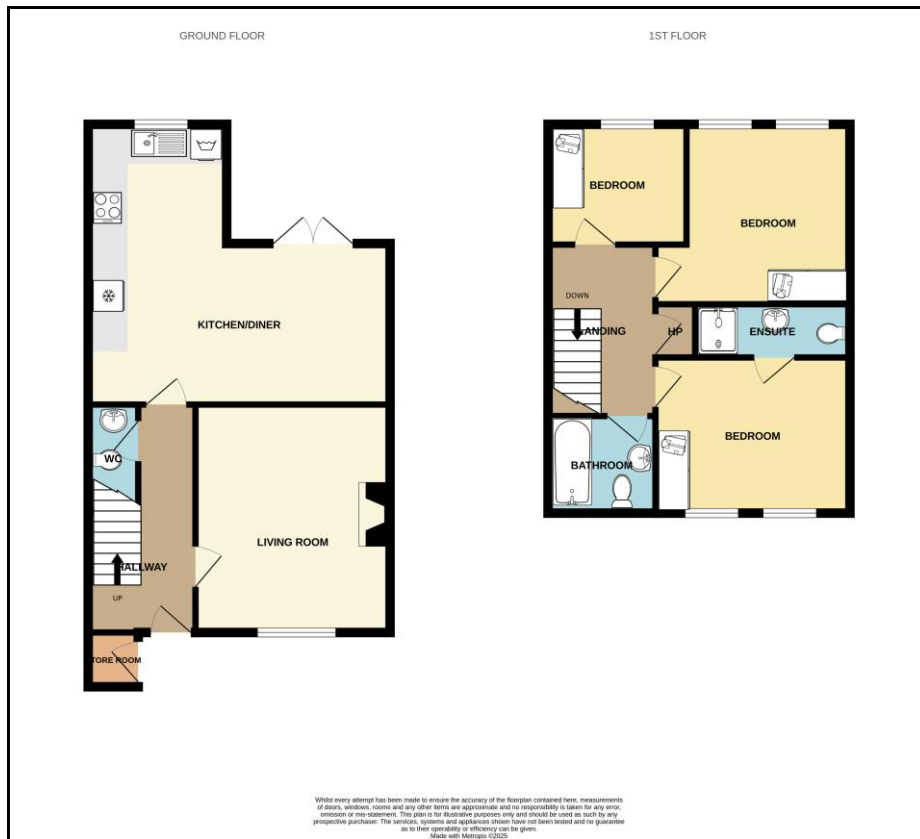 GROUND FLOOR
KITCHEN/DINER
WC
LIVING ROOM
HALLWAY
UP
TORE ROOM
1ST FLOOR
BEDROOM
BEDROOM
DOWN
LANDING
HP
ENSUITE
BEDROOM
BATHROOM
Whilst every attempt has been made to ensure the accuracy of the floorplan contained here, measurements
of doors, windows, rooms and any other items are approximate and no responsibility is taken for any error,
omission or mis-statement. This plan is for illustrative purposes only and should be used as such by any
prospective purchaser. The services, systems and appliances shown have not been tested and no guarantee
as to their operability or efficiency can be given.
Made with Metropix ©2025